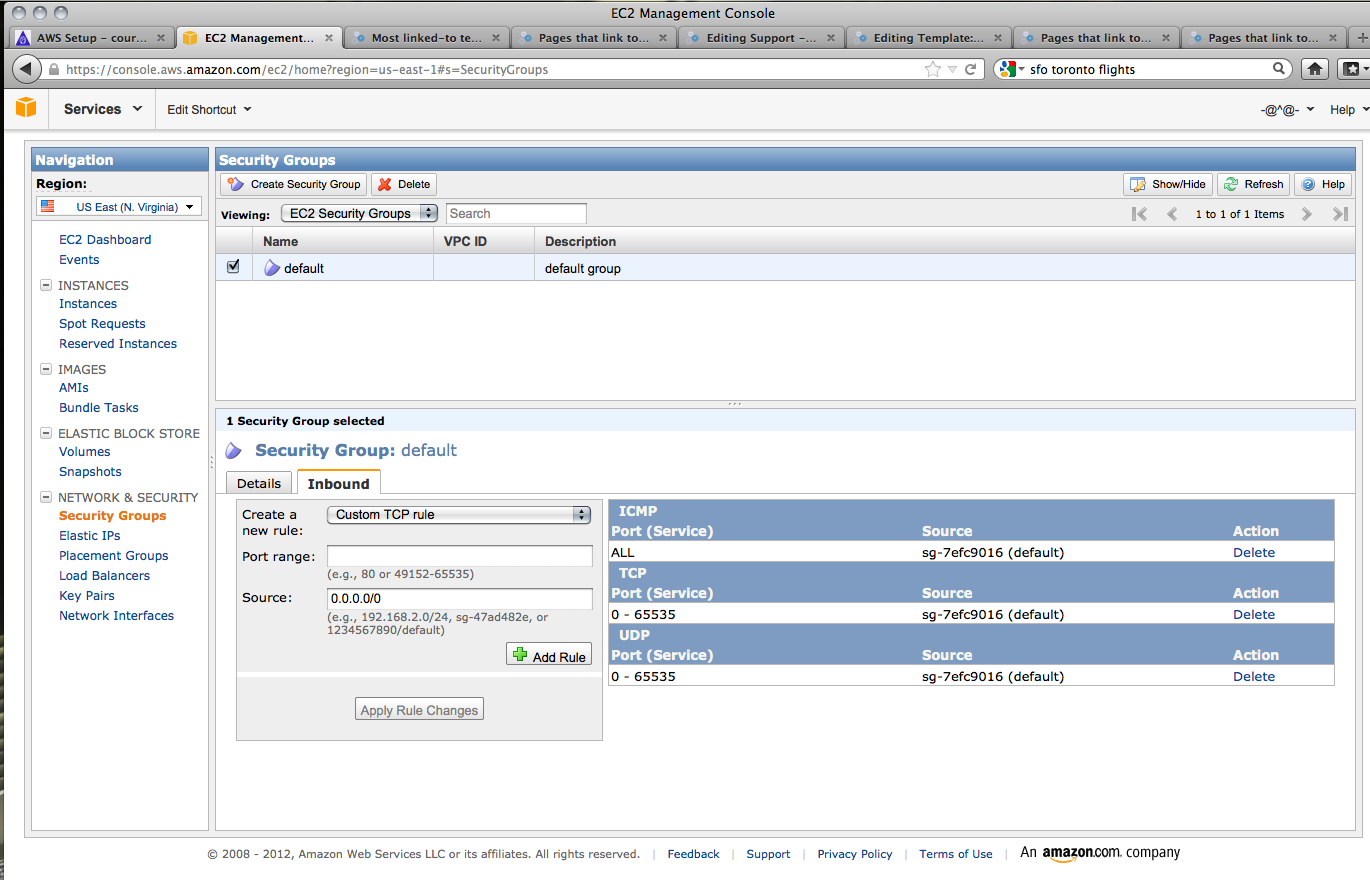 EC2 Management Console
AWS Setup – cour...
EC2 Management...
Most linked-to te...
Pages that link to...
Editing Support –...
Editing Template:...
Pages that link to...
Pages that link to...
https://console.aws.amazon.com/ec2/home?region=us-east-1#s=SecurityGroups
sfo toronto flights
Services
Edit Shortcut
-@^@-
Help
Navigation
Region:
US East (N. Virginia)
EC2 Dashboard
Events
INSTANCES
Instances
Spot Requests
Reserved Instances
IMAGES
AMIs
Bundle Tasks
ELASTIC BLOCK STORE
Volumes
Snapshots
NETWORK & SECURITY
Security Groups
Elastic IPs
Placement Groups
Load Balancers
Key Pairs
Network Interfaces
Security Groups
Create Security Group
Delete
Show/Hide
Refresh
Help
Viewing:
EC2 Security Groups
Search
1 to 1 of 1 Items
Name VPC ID Description
default default group
1 Security Group selected
Security Group: default
Details
Inbound
Create a
new rule:
Custom TCP rule
Port range:
(e.g., 80 or 49152-65535)
Source:
0.0.0.0/0
(e.g., 192.168.2.0/24, sg-47ad482e, or
1234567890/default)
Add Rule
Apply Rule Changes
ICMP
Port (Service) Source Action
ALL sg-7efc9016 (default) Delete
TCP
Port (Service) Source Action
0 - 65535 sg-7efc9016 (default) Delete
UDP
Port (Service) Source Action
0 - 65535 sg-7efc9016 (default) Delete
© 2008 - 2012, Amazon Web Services LLC or its affiliates. All rights reserved. | Feedback | Support | Privacy Policy | Terms of Use | An amazon.com. company